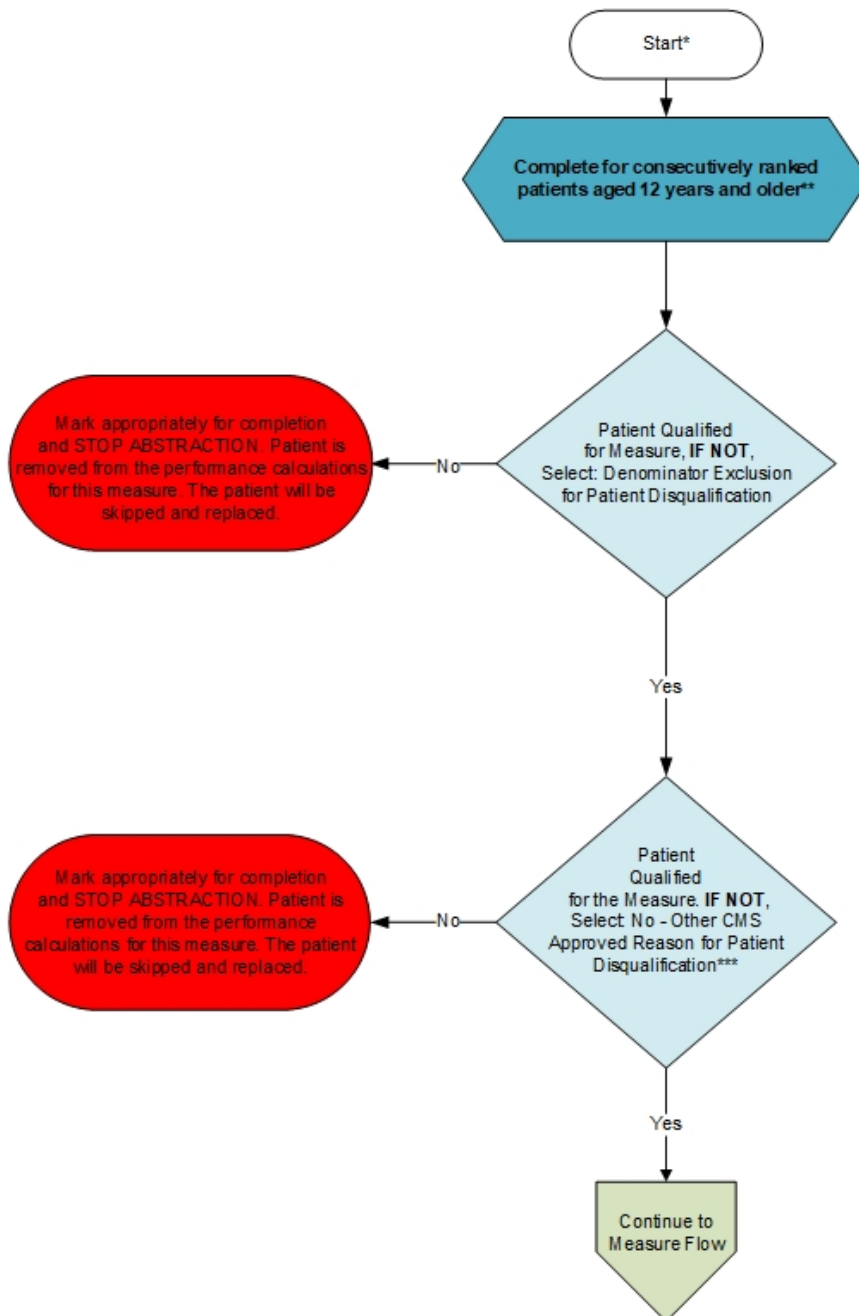 Start*
Complete for consecutively ranked
patients aged 12 years and older**
Patient Qualified
for Measure, IF NOT,
Select: Denominator Exclusion
for Patient Disqualification
No
Mark appropriately for completion
and STOP ABSTRACTION. Patient is
removed from the performance calculations
for this measure. The patient will be
skipped and replaced.
Yes
Patient
Qualified
for the Measure. IF NOT,
Select: No - Other CMS
Approved Reason for Patient
Disqualification***
No
Mark appropriately for completion
and STOP ABSTRACTION. Patient is
removed from the performance
calculations for this measure. The patient
will be skipped and replaced.
Yes
Continue to
Measure Flow